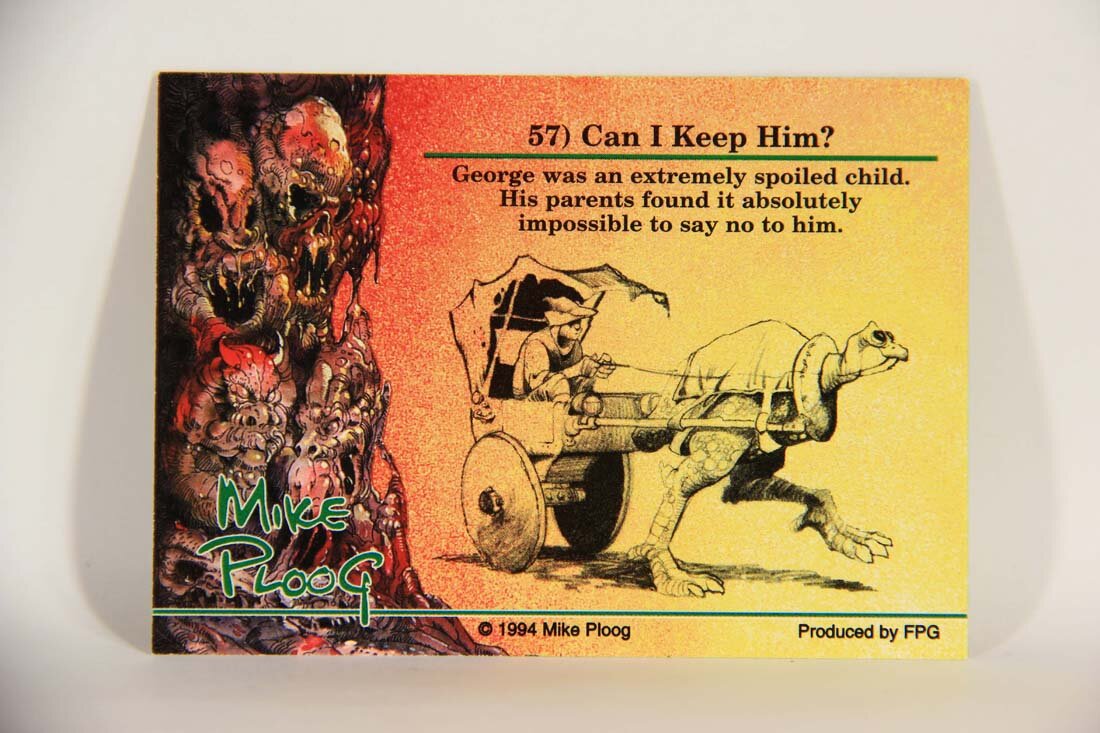 57) Can I Keep Him?
George was an extremely spoiled child.
His parents found it absolutely
impossible to say no to him.
MIKE
PLOOG
© 1994 Mike Ploog
Produced by FPG